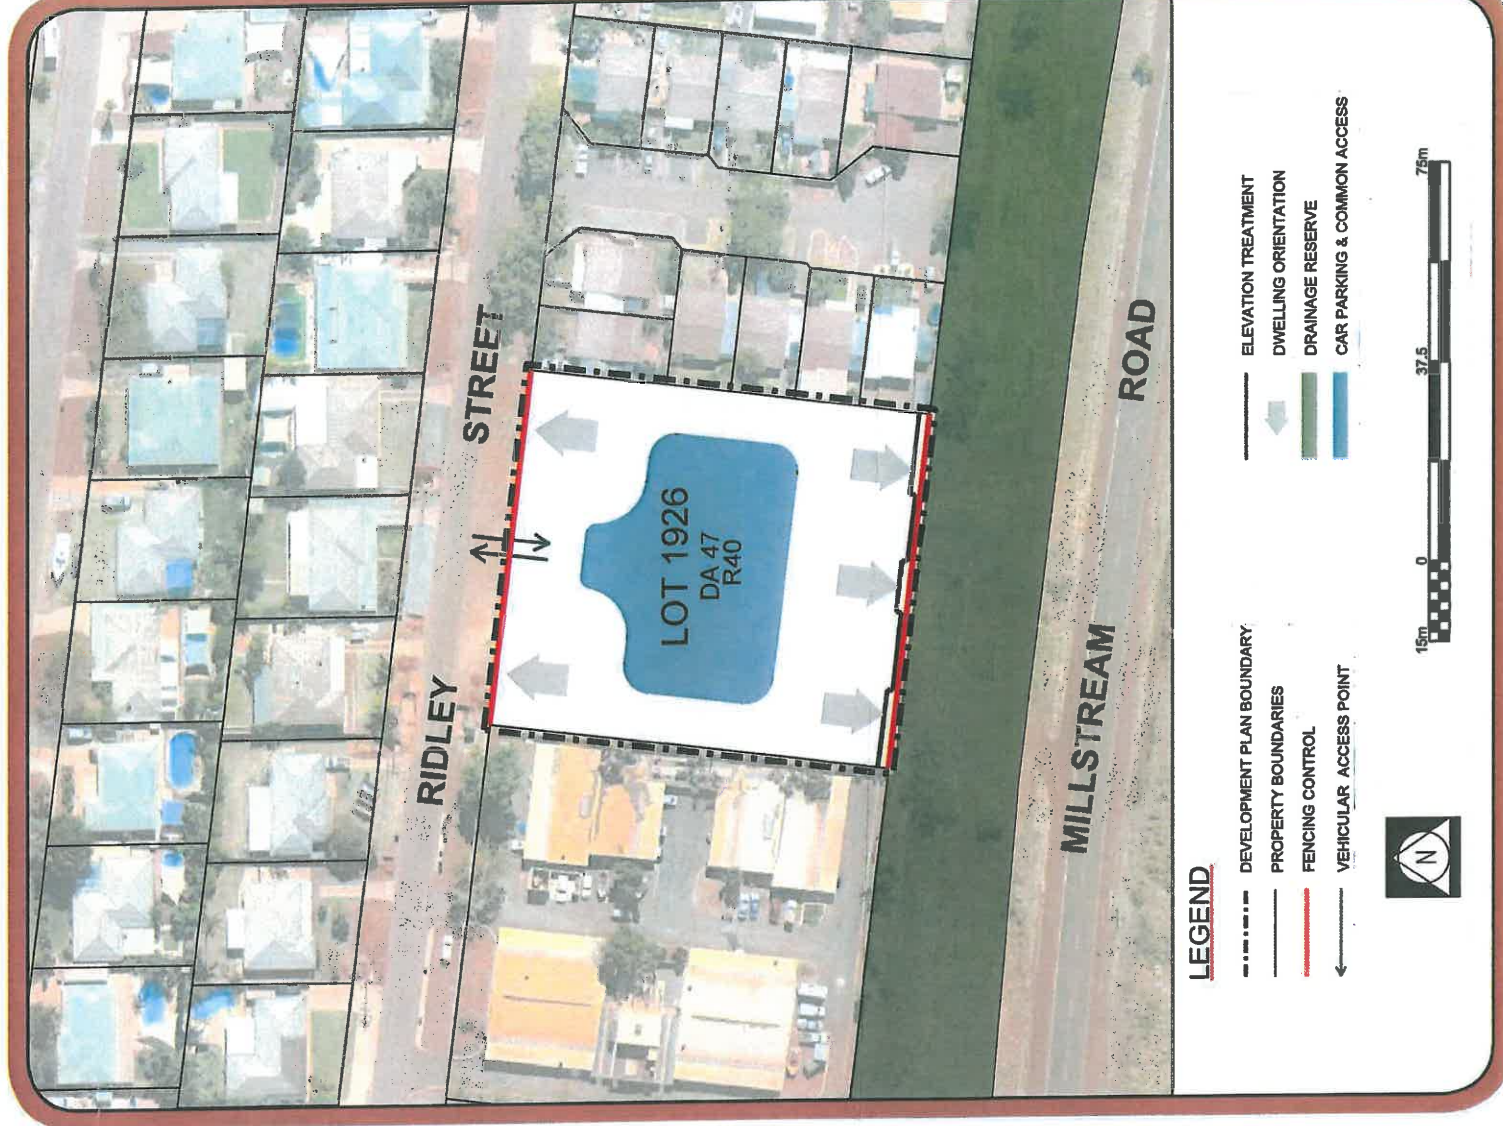 RIDLEY STREET
LOT 1926
DA 47
R40
MILLSTREAM ROAD
LEGEND
DEVELOPMENT PLAN BOUNDARY
PROPERTY BOUNDARIES
FENCING CONTROL
VEHICULAR ACCESS POINT
ELEVATION TREATMENT
DWELLING ORIENTATION
DRAINAGE RESERVE
CAR PARKING & COMMON ACCESS
N
15m 0 37.5 75m